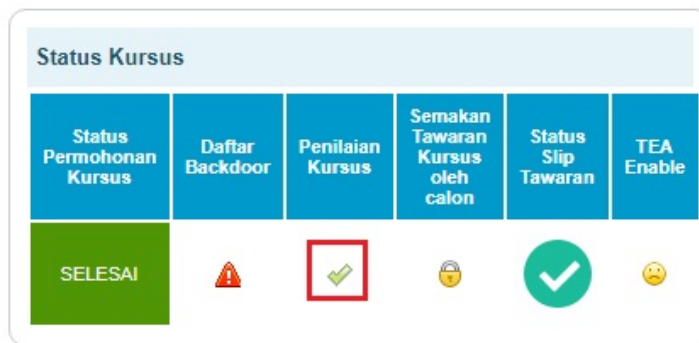 Status Kursus
Status
Permohonan
Kursus
Daftar
Backdoor
Penilaian
Kursus
Semakan
Tawaran
Kursus
oleh
calon
Status
Slip
Tawaran
TEA
Enable
SELESAI